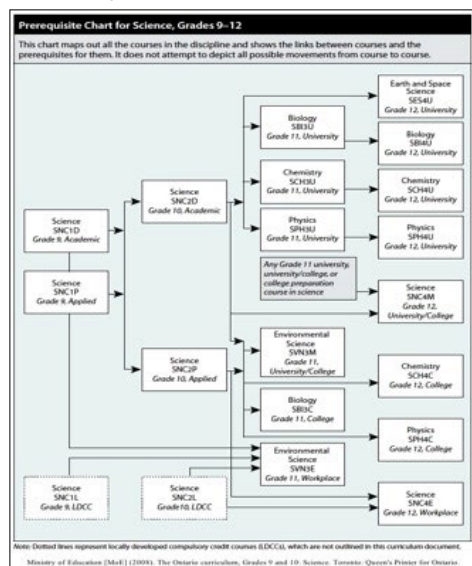 Prerequisite Chart for Science, Grades 9–12
This chart maps out all the courses in the discipline and shows the links between courses and the
prerequisites for them. It does not attempt to depict all possible movements from course to course.
Earth and Space
Science
SES4U
Grade 12, University
Biology
SBI3U
Grade 11, University
Biology
SBI4U
Grade 12, University
Science
SNC2D
Grade 10, Academic
Chemistry
SCH3U
Grade 11, University
Chemistry
SCH4U
Grade 12, University
Science
SNC1D
Grade 9, Academic
Physics
SPH3U
Grade 11, University
Physics
SPH4U
Grade 12, University
Science
SNC1P
Grade 9, Applied
Any Grade 11 university,
university/college, or
college preparation
course in science
Science
SNC4M
Grade 12,
University/College
Science
SNC2P
Grade 10, Applied
Environmental
Science
SVN3M
Grade 11,
University/College
Chemistry
SCH4C
Grade 12, College
Biology
SBI3C
Grade 11, College
Physics
SPH4C
Grade 12, College
Environmental
Science
SVN3E
Grade 11, Workplace
Science
SNC1L
Grade 9, LDCC
Science
SNC2L
Grade10, LDCC
Science
SNC4E
Grade 12, Workplace
Note: Dotted lines represent locally developed compulsory credit courses (LDCCs), which are not outlined in this curriculum document.
Ministry of Education [MoE] (2008). The Ontario curriculum, Grades 9 and 10: Science. Toronto: Queen's Printer for Ontario.